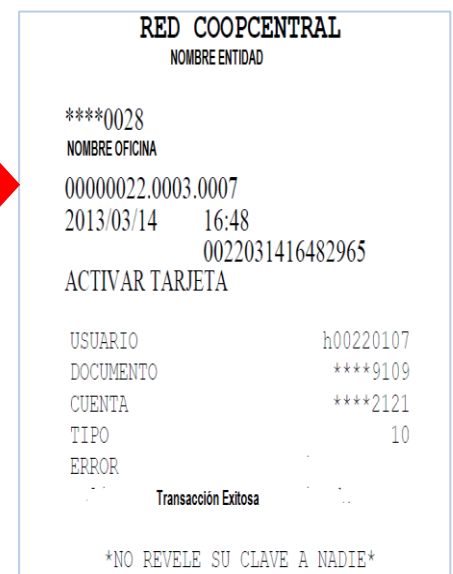 RED COOPCENTRAL
NOMBRE ENTIDAD
****0028
NOMBRE OFICINA
00000022.0003.0007
2013/03/14 16:48
0022031416482965
ACTIVAR TARJETA
USUARIO h00220107
DOCUMENTO ****9109
CUENTA ****2121
TIPO 10
ERROR
Transacción Exitosa
*NO REVELE SU CLAVE A NADIE*